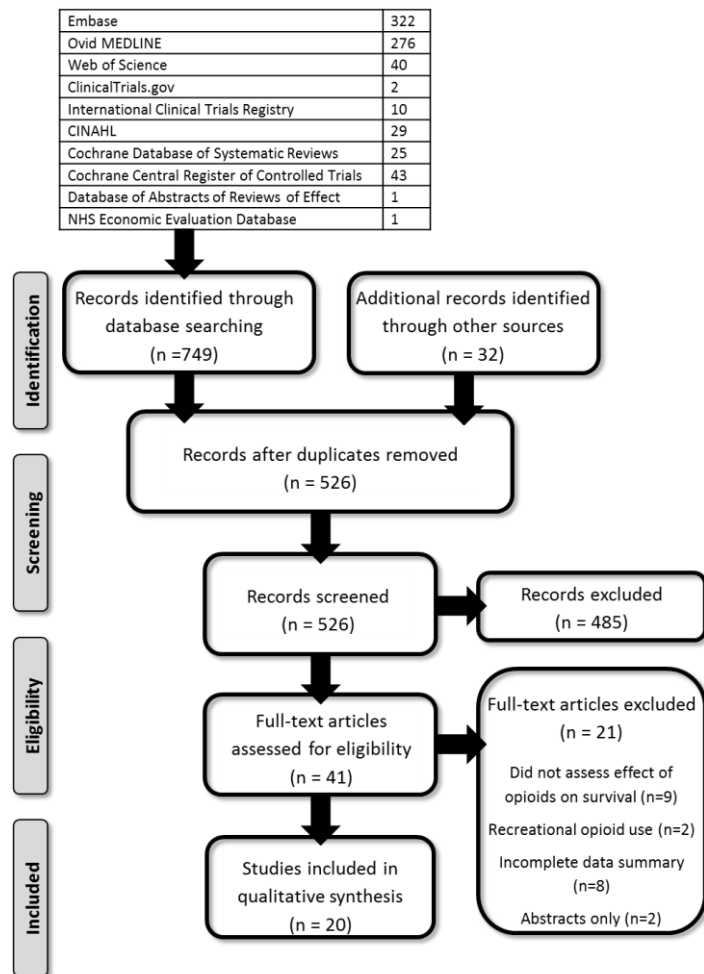 Embase 322
Ovid MEDLINE 276
Web of Science 40
ClinicalTrials.gov 2
International Clinical Trials Registry 10
CINAHL 29
Cochrane Database of Systematic Reviews 25
Cochrane Central Register of Controlled Trials 43
Database of Abstracts of Reviews of Effect 1
NHS Economic Evaluation Database 1
Identification
Records identified through
database searching
(n =749)
Additional records identified
through other sources
(n = 32)
Records after duplicates removed
(n = 526)
Screening
Records screened
(n = 526)
Records excluded
(n = 485)
Eligibility
Full-text articles
assessed for eligibility
(n = 41)
Full-text articles excluded
(n = 21)
Did not assess effect of
opioids on survival (n=9)
Recreational opioid use (n=2)
Incomplete data summary
(n=8)
Abstracts only (n=2)
Included
Studies included in
qualitative synthesis
(n = 20)